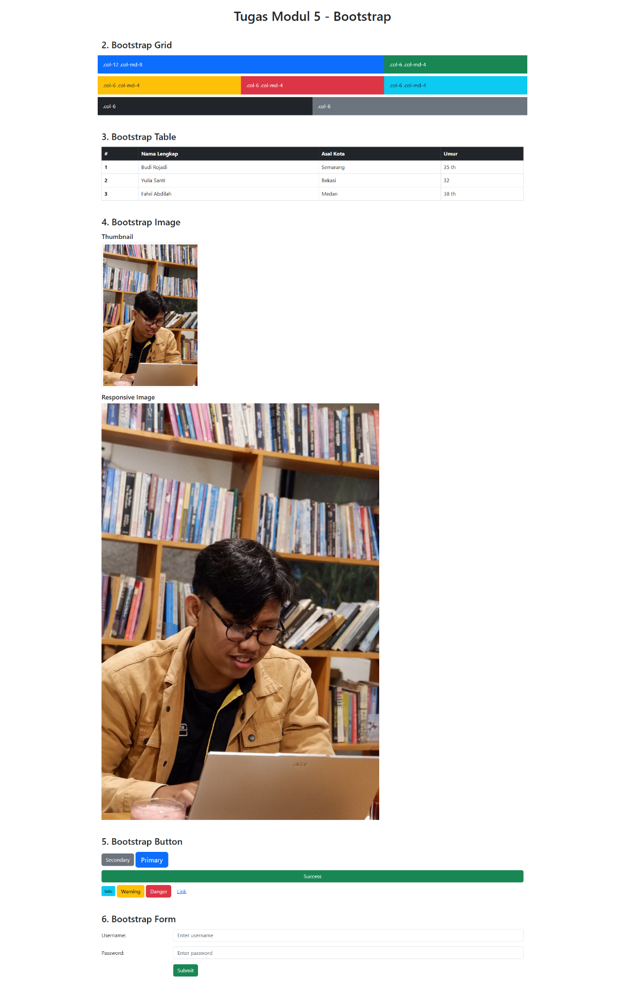 Tugas Modul 5 - Bootstrap
2. Bootstrap Grid
.col-12 .col-md-8 .col-6 .col-md-4
.col-6 .col-md-4 .col-6 .col-md-4 .col-6 .col-md-4
.col-6 .col-6
3. Bootstrap Table
# Nama Lengkap Asal Kota Umur
1 Budi Rojadi Semarang 35 th
2 Yulia Santi Bekasi 32
3 Fahri Abdilah Medan 38 th
4. Bootstrap Image
Thumbnail
Responsive Image
acer
5. Bootstrap Button
Secondary Primary
Success
Info Warning Danger Link
6. Bootstrap Form
Username: Enter username
Password: Enter password
Submit